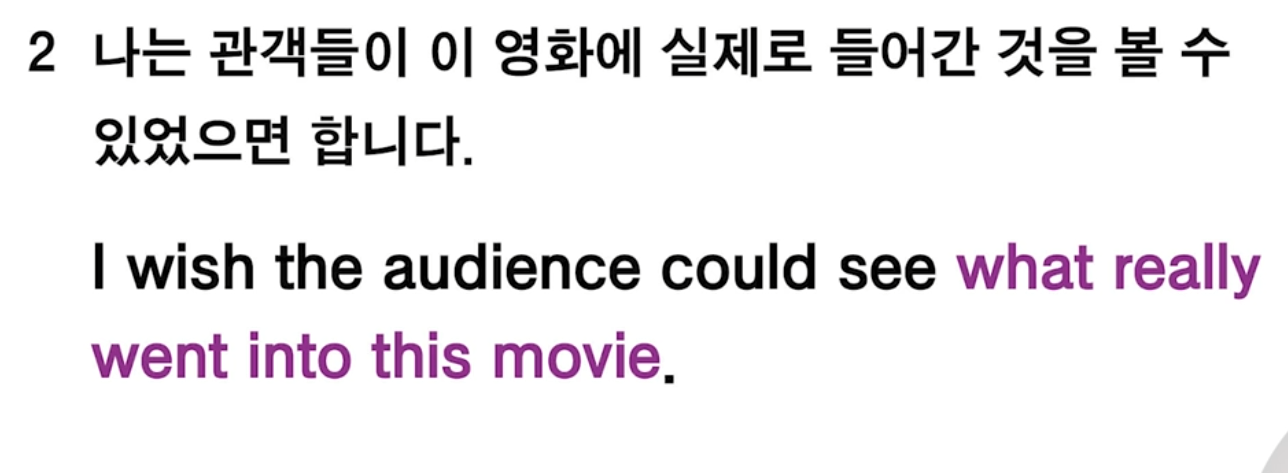 2 나는 관객들이 이 영화에 실제로 들어간 것을 볼 수
있었으면 합니다.
I wish the audience could see what really
went into this movie.